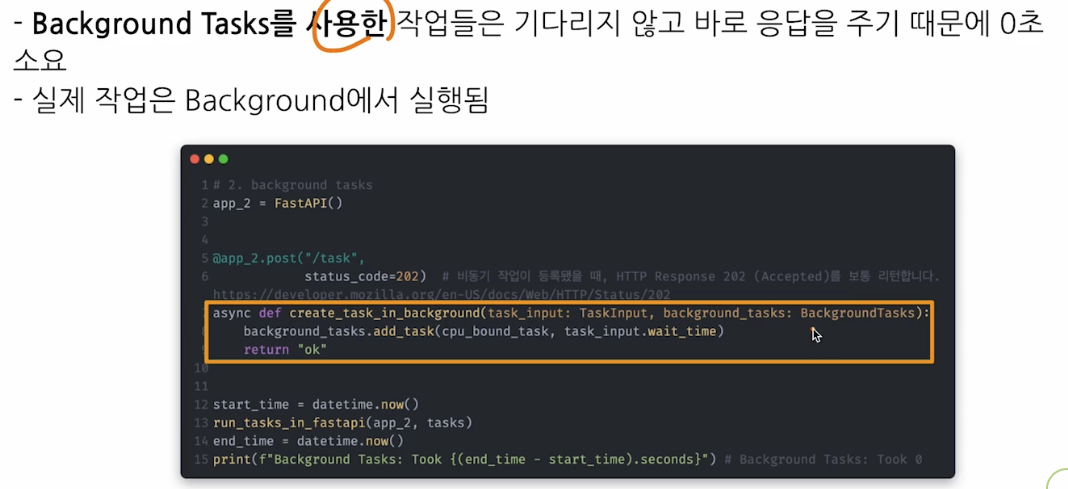 - Background Tasks를 사용한 작업들은 기다리지 않고 바로 응답을 주기 때문에 0초
소요
- 실제 작업은 Background에서 실행됨
1 # 2. background tasks
2 app_2 = FastAPI()
3
4
5 @app_2.post("/task",
6 status_code=202) # 비동기 작업이 등록됐을 때, HTTP Response 202 (Accepted)를 보통 리턴합니다.
https://developer.mozilla.org/en-US/docs/Web/HTTP/Status/202
async def create_task_in_background(task_input: TaskInput, background_tasks: BackgroundTasks):
background_tasks.add_task(cpu_bound_task, task_input.wait_time)
return "ok"
10
11
12 start_time = datetime.now()
13 run_tasks_in_fastapi(app_2, tasks)
14 end_time = datetime.now()
15 print(f"Background Tasks: Took {(end_time - start_time).seconds}") # Background Tasks: Took 0